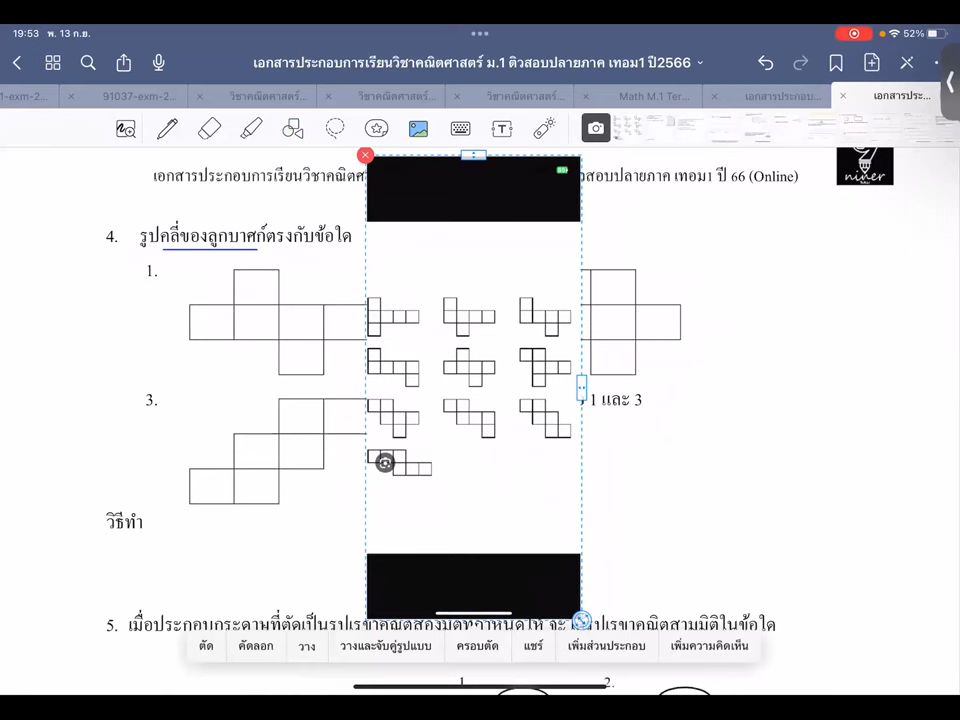 19:53 พ. 13 ก.ย.
52%
เอกสารประกอบการเรียนวิชาคณิตศาสตร์ ม.1 ติวสอบปลายภาค เทอม1 ปี2566
1-exm-2...
91037-exm-2...
วิชาคณิตศาสตร์...
วิชาคณิตศาสตร์...
วิชาคณิตศาสตร์...
Math M.1 Ter...
เอกสารประกอบ...
เอกสารประ...
เอกสารประกอบการเรียนวิชาคณิตศ
วสอบปลายภาค เทอม1 ปี 66 (Online)
niner
4. รูปคลี่ของลูกบาศก์ตรงกับข้อใด
1.
3.
1 และ 3
วิธีทำ
5. เมื่อประกอบกระดาษที่ตัดเป็นรูปเรขาคณิตสองมิติที่กำหนดให้ จะ
ปเรขาคณิตสามมิติในข้อใด
ตัด
คัดลอก
วาง
วางและจับคู่รูปแบบ
ครอบตัด
แชร์
เพิ่มส่วนประกอบ
เพิ่มความคิดเห็น
1
2.